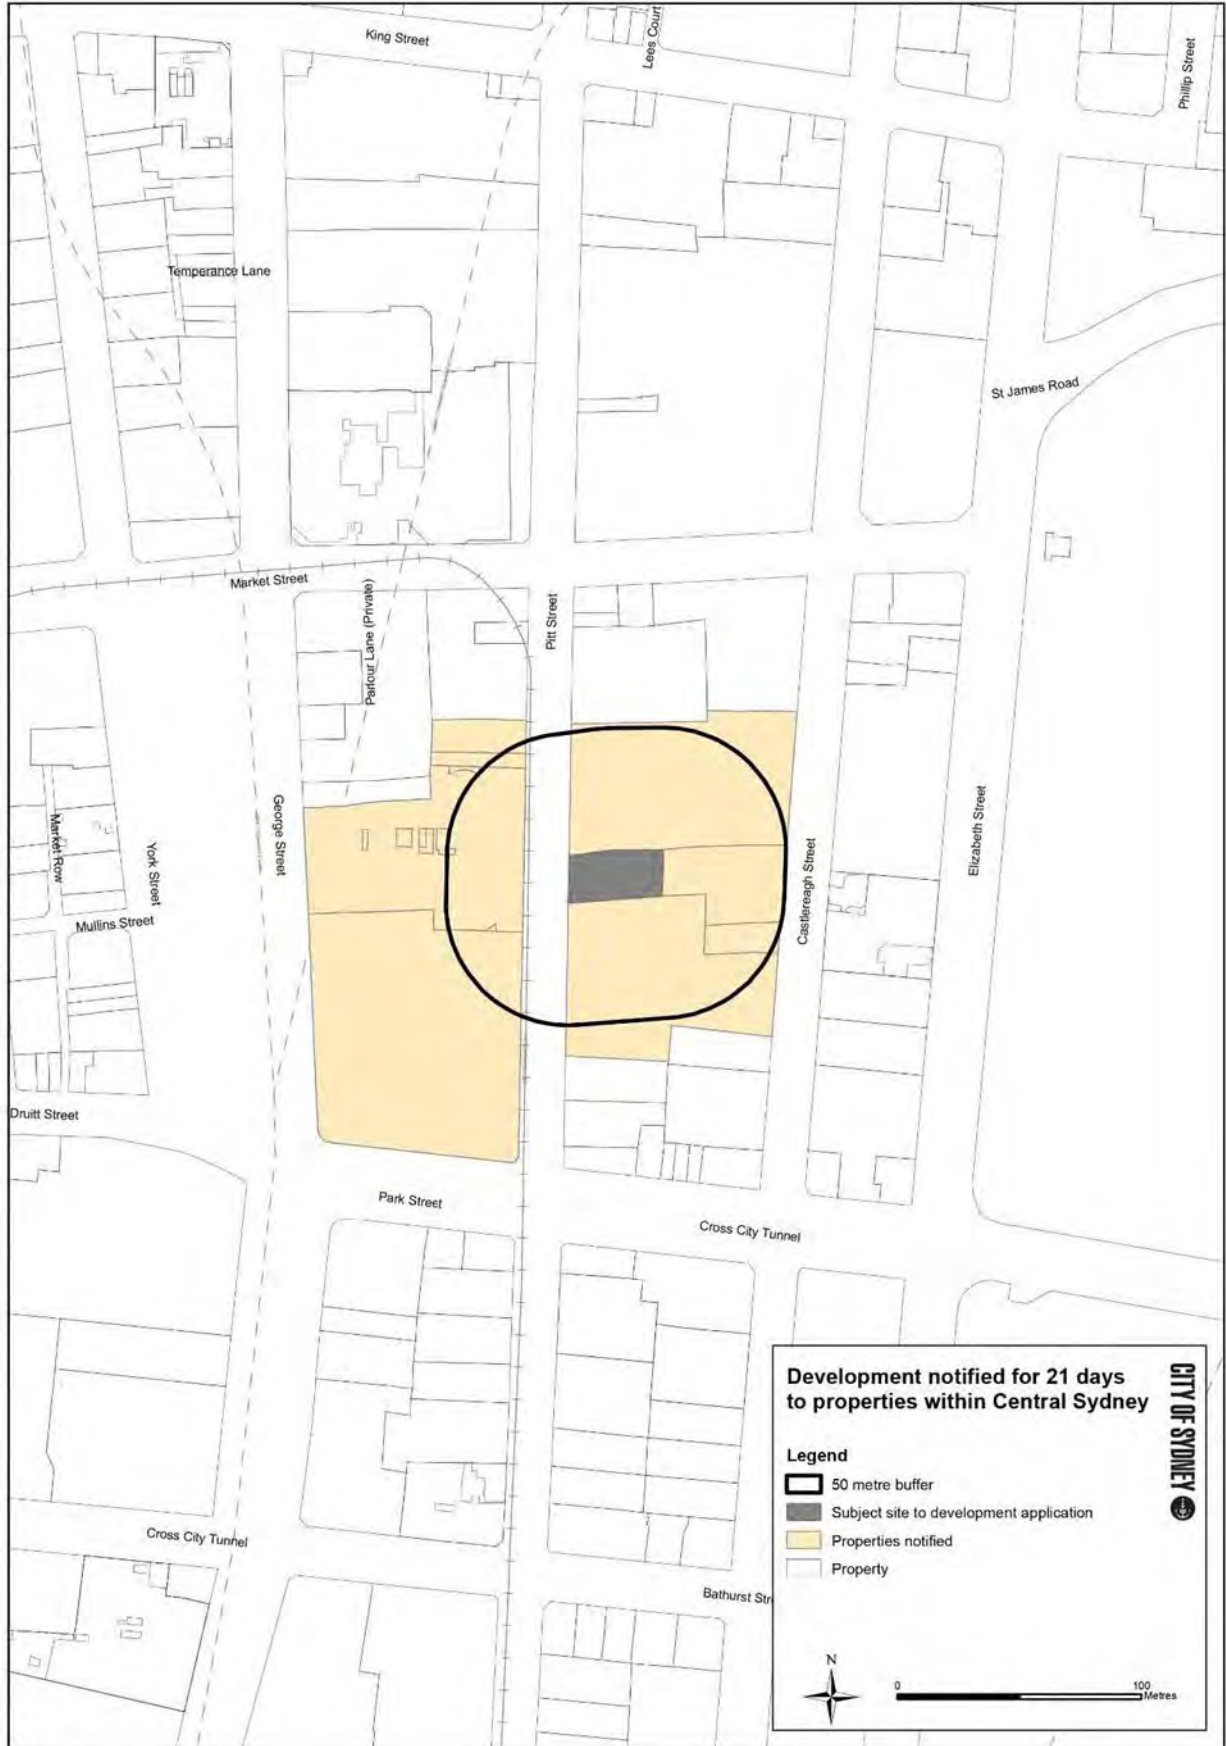 King Street
Lees Court
Phillip Street
Temperance Lane
St James Road
Market Street
Parlour Lane (Private)
Pitt Street
George Street
York Street
Market Row
Mullins Street
Castlereagh Street
Elizabeth Street
Druitt Street
Park Street
Cross City Tunnel
Cross City Tunnel
Bathurst Str
Development notified for 21 days
to properties within Central Sydney
CITY OF SYDNEY
Legend
50 metre buffer
Subject site to development application
Properties notified
Property
N
0 100
Metres